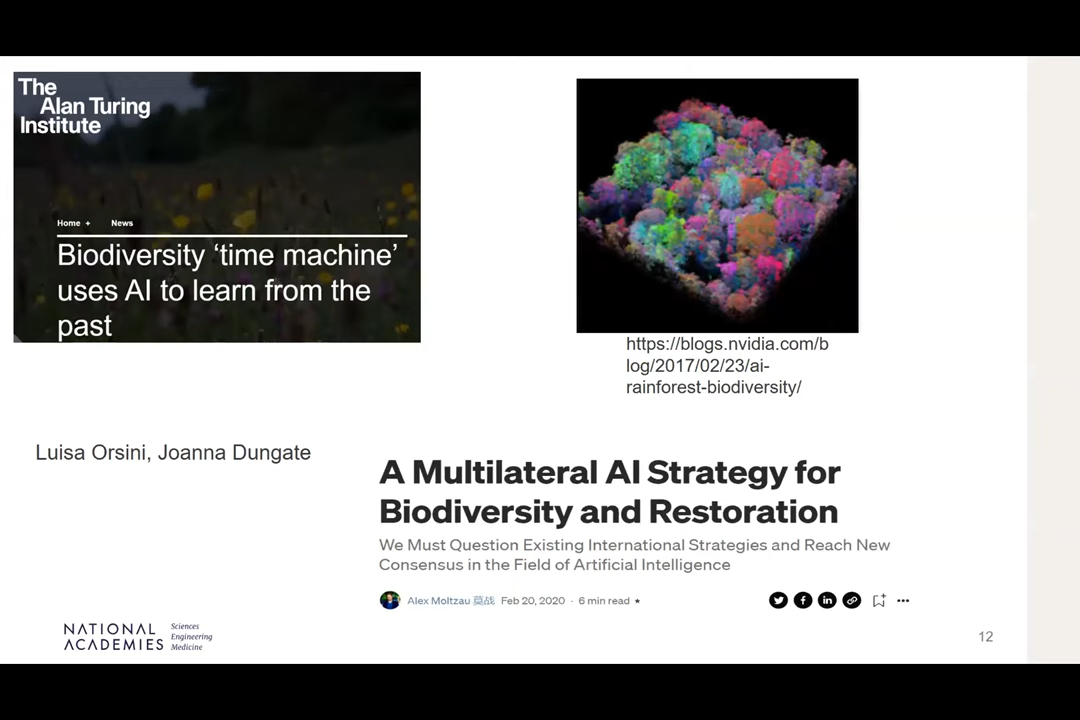 The
Alan Turing
Institute
Home +
News
Biodiversity ‘time machine’
uses AI to learn from the
past
https://blogs.nvidia.com/b
log/2017/02/23/ai-
rainforest-biodiversity/
Luisa Orsini, Joanna Dungate
A Multilateral AI Strategy for
Biodiversity and Restoration
We Must Question Existing International Strategies and Reach New
Consensus in the Field of Artificial Intelligence
Alex Moltzau 莫战 Feb 20, 2020 · 6 min read ★
NATIONAL
ACADEMIES
Sciences
Engineering
Medicine
12